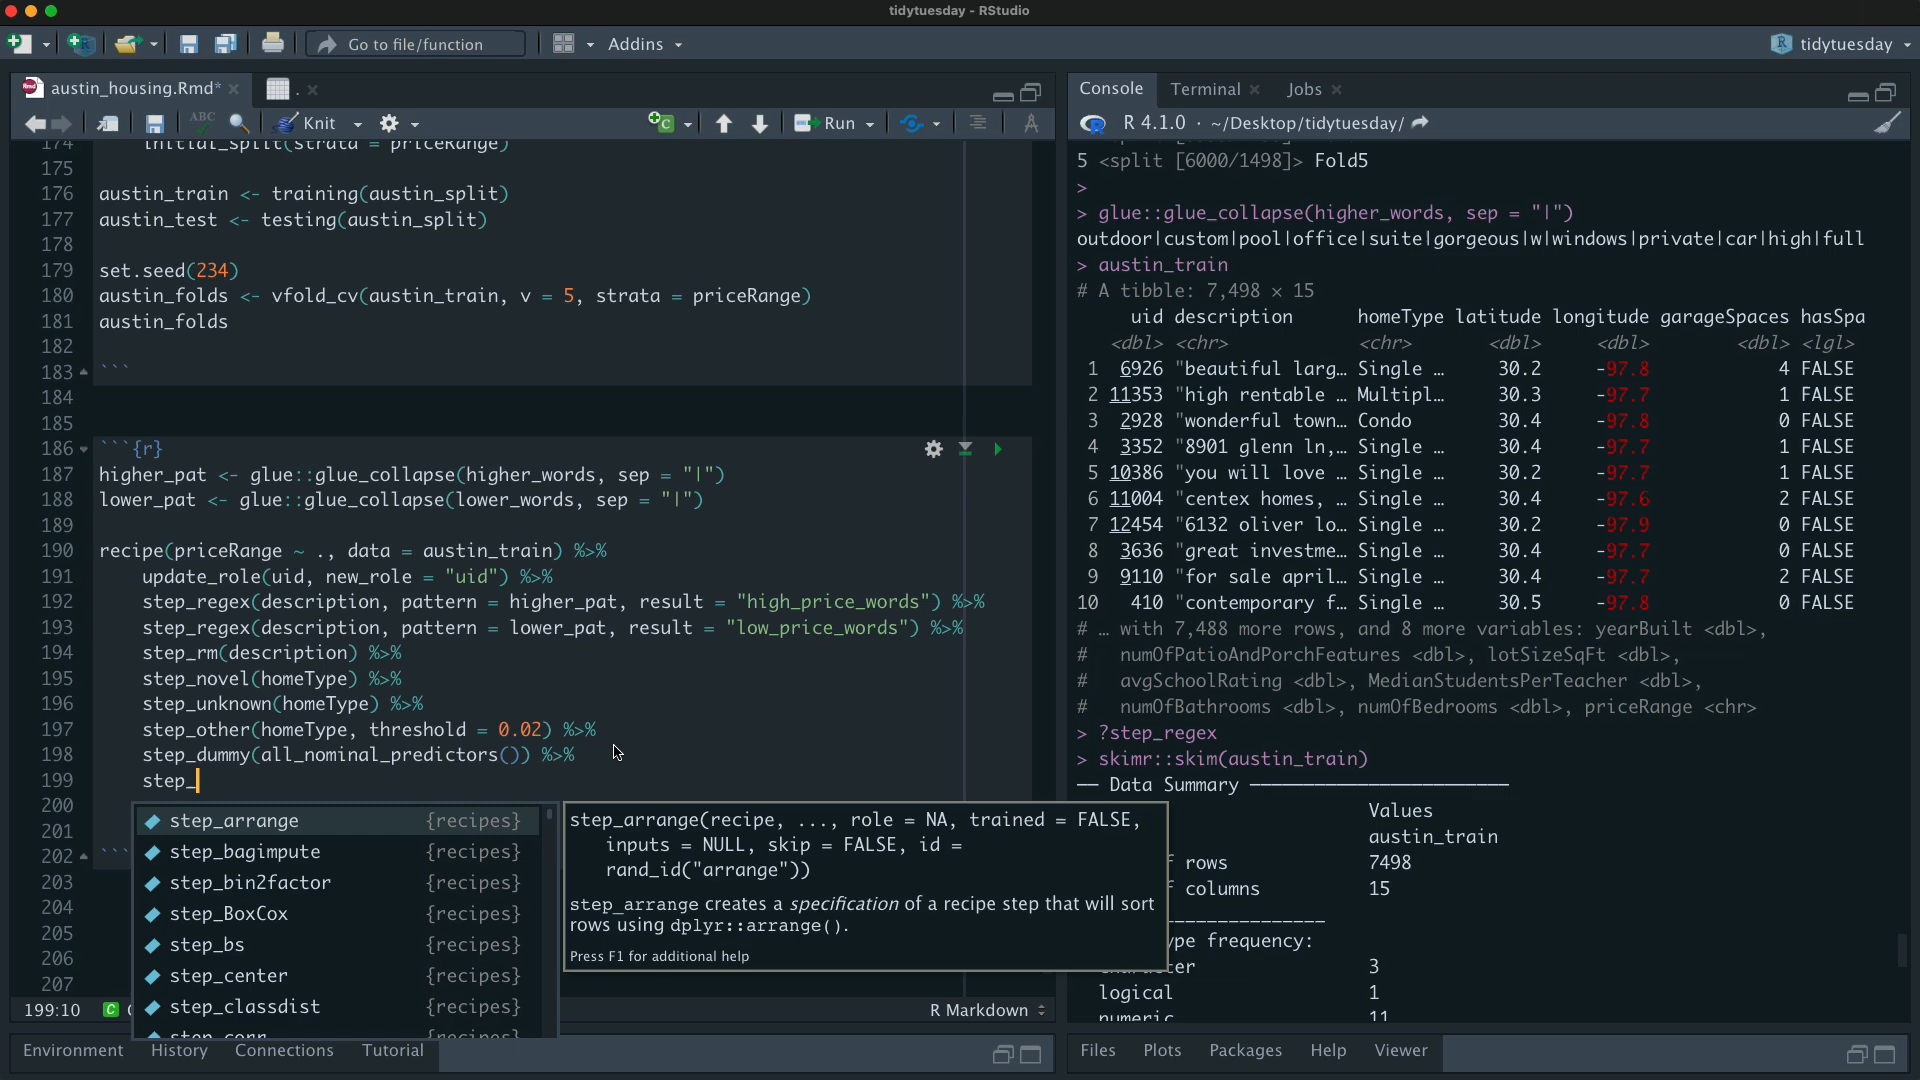 tidytuesday - RStudio
Go to file/function
Addins
tidytuesday
austin_housing.Rmd*
.
Console
Terminal
Jobs
ABC
Knit
Run
R 4.1.0 · ~/Desktop/tidytuesday/
174 initial_split(strata = priceRange)
175
176 austin_train <- training(austin_split)
177 austin_test <- testing(austin_split)
178
179 set.seed(234)
180 austin_folds <- vfold_cv(austin_train, v = 5, strata = priceRange)
181 austin_folds
182
183 ```
184
185
186 ```{r}
187 higher_pat <- glue::glue_collapse(higher_words, sep = "|")
188 lower_pat <- glue::glue_collapse(lower_words, sep = "|")
189
190 recipe(priceRange ~ ., data = austin_train) %>%
191 update_role(uid, new_role = "uid") %>%
192 step_regex(description, pattern = higher_pat, result = "high_price_words") %>%
193 step_regex(description, pattern = lower_pat, result = "low_price_words") %>%
194 step_rm(description) %>%
195 step_novel(homeType) %>%
196 step_unknown(homeType) %>%
197 step_other(homeType, threshold = 0.02) %>%
198 step_dummy(all_nominal_predictors()) %>%
199 step_
200
201
202 ```
203
204
205
206
207
step_arrange {recipes}
step_bagimpute {recipes}
step_bin2factor {recipes}
step_BoxCox {recipes}
step_bs {recipes}
step_center {recipes}
step_classdist {recipes}
step_corr {recipes}
step_arrange(recipe, ..., role = NA, trained = FALSE,
inputs = NULL, skip = FALSE, id =
rand_id("arrange"))
step_arrange creates a specification of a recipe step that will sort
rows using dplyr::arrange().
Press F1 for additional help
199:10
R Markdown
Environment
History
Connections
Tutorial
5 <split [6000/1498]> Fold5
>
> glue::glue_collapse(higher_words, sep = "|")
outdoor|custom|pool|office|suite|gorgeous|w|windows|private|car|high|full
> austin_train
# A tibble: 7,498 × 15
uid description homeType latitude longitude garageSpaces hasSpa
<dbl> <chr> <chr> <dbl> <dbl> <dbl> <lgl>
1 6926 "beautiful larg… Single … 30.2 -97.8 4 FALSE
2 11353 "high rentable … Multipl… 30.3 -97.7 1 FALSE
3 2928 "wonderful town… Condo 30.4 -97.8 0 FALSE
4 3352 "8901 glenn ln,… Single … 30.4 -97.7 1 FALSE
5 10386 "you will love … Single … 30.2 -97.7 1 FALSE
6 11004 "centex homes, … Single … 30.4 -97.6 2 FALSE
7 12454 "6132 oliver lo… Single … 30.2 -97.9 0 FALSE
8 3636 "great investme… Single … 30.4 -97.7 0 FALSE
9 9110 "for sale april… Single … 30.4 -97.7 2 FALSE
10 410 "contemporary f… Single … 30.5 -97.8 0 FALSE
# … with 7,488 more rows, and 8 more variables: yearBuilt <dbl>,
# numOfPatioAndPorchFeatures <dbl>, lotSizeSqFt <dbl>,
# avgSchoolRating <dbl>, MedianStudentsPerTeacher <dbl>,
# numOfBathrooms <dbl>, numOfBedrooms <dbl>, priceRange <chr>
> ?step_regex
> skimr::skim(austin_train)
── Data Summary ────────────────────────
Values
austin_train
f rows 7498
f columns 15
ype frequency:
cter 3
logical 1
numeric 11
Files
Plots
Packages
Help
Viewer